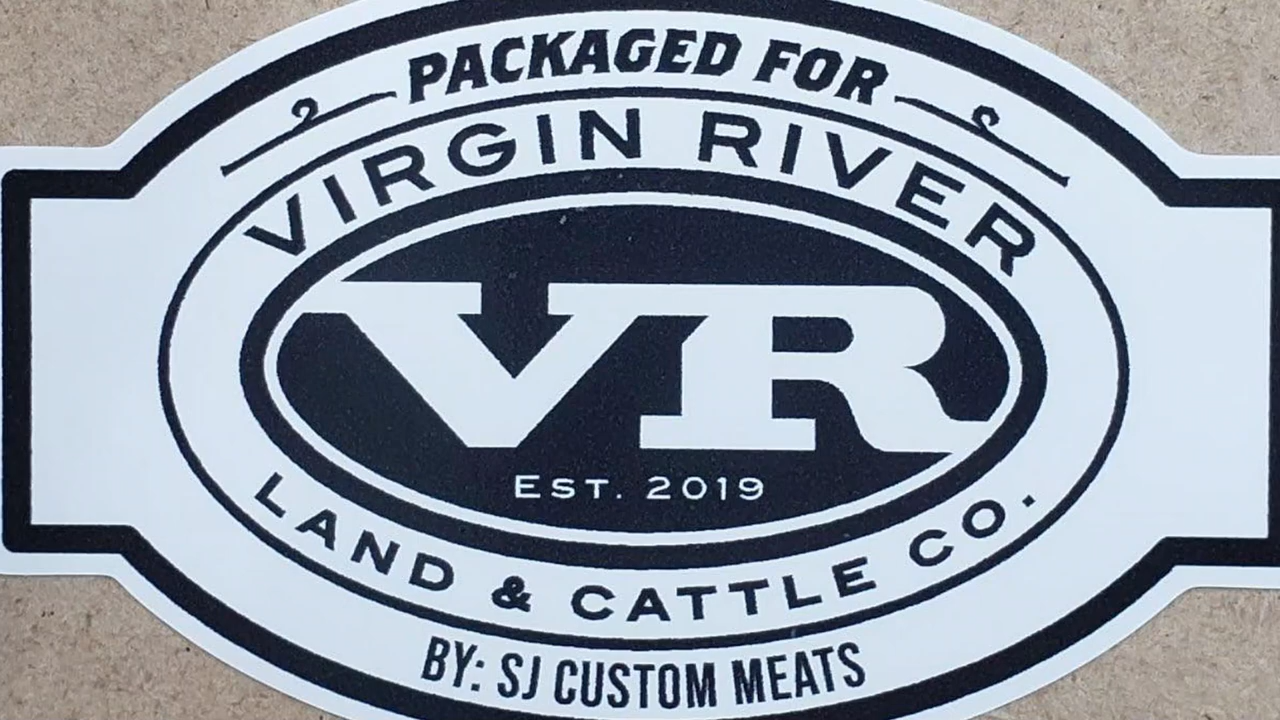 PACKAGED FOR
VIRGIN RIVER
VR
EST. 2019
LAND & CATTLE CO.
BY: SJ CUSTOM MEATS